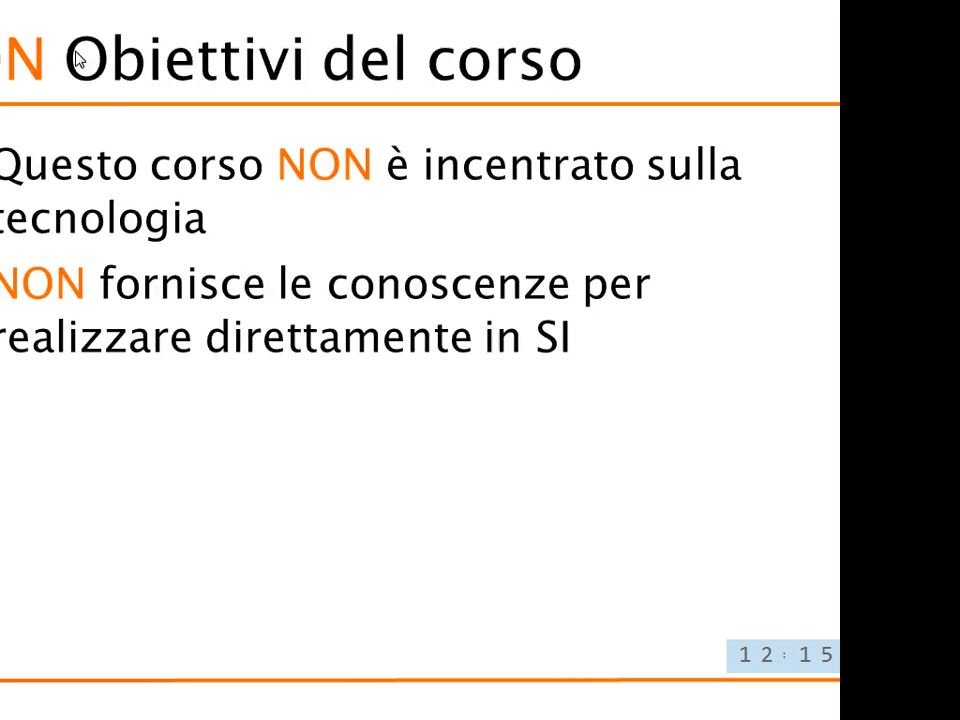 N Obiettivi del corso
Questo corso NON è incentrato sulla
tecnologia
NON fornisce le conoscenze per
realizzare direttamente in SI
12:15